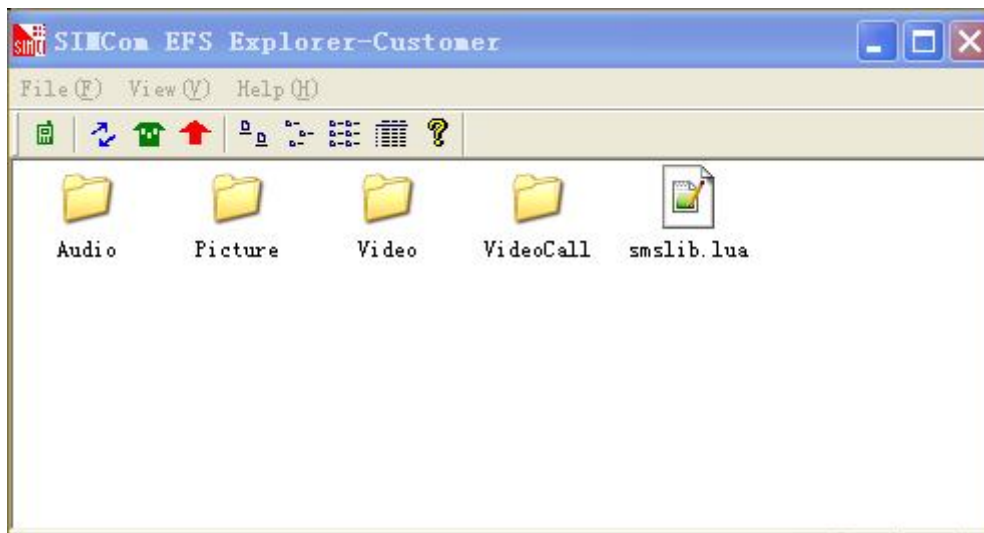 SIMCom EFS Explorer-Customer
File(F) View(V) Help(H)
Audio Picture Video VideoCall smslib.lua